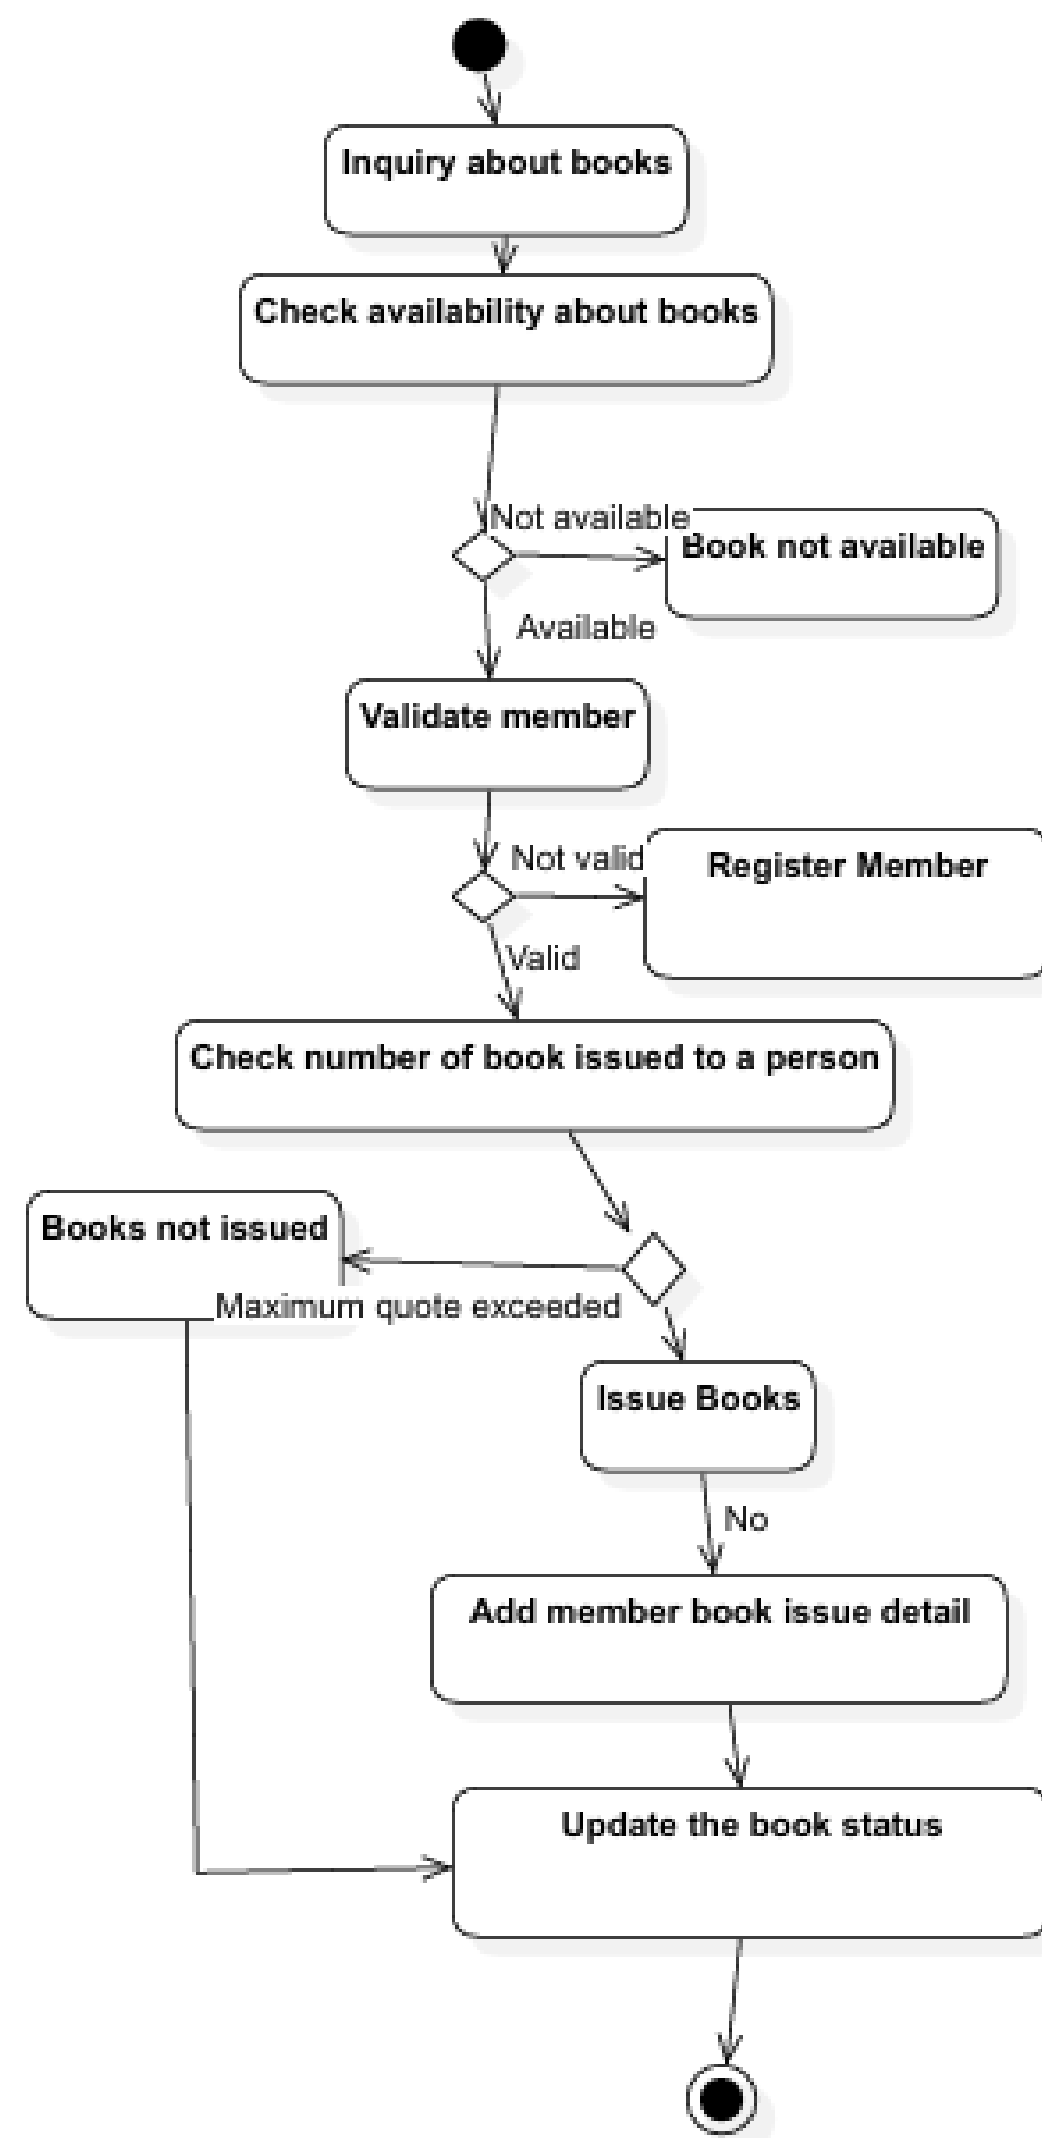 Inquiry about books
Check availability about books
Not available
Book not available
Available
Validate member
Not valid
Register Member
Valid
Check number of book issued to a person
Books not issued
Maximum quote exceeded
Issue Books
No
Add member book issue detail
Update the book status